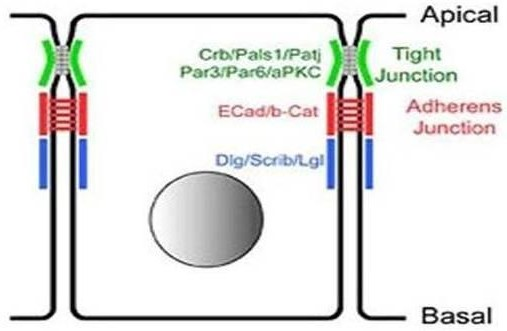 Apical
Crb/Pals1/Patj
Par3/Par6/aPKC
Tight
Junction
ECad/b-Cat
Adherens
Junction
Dlg/Scrib/Lgl
Basal